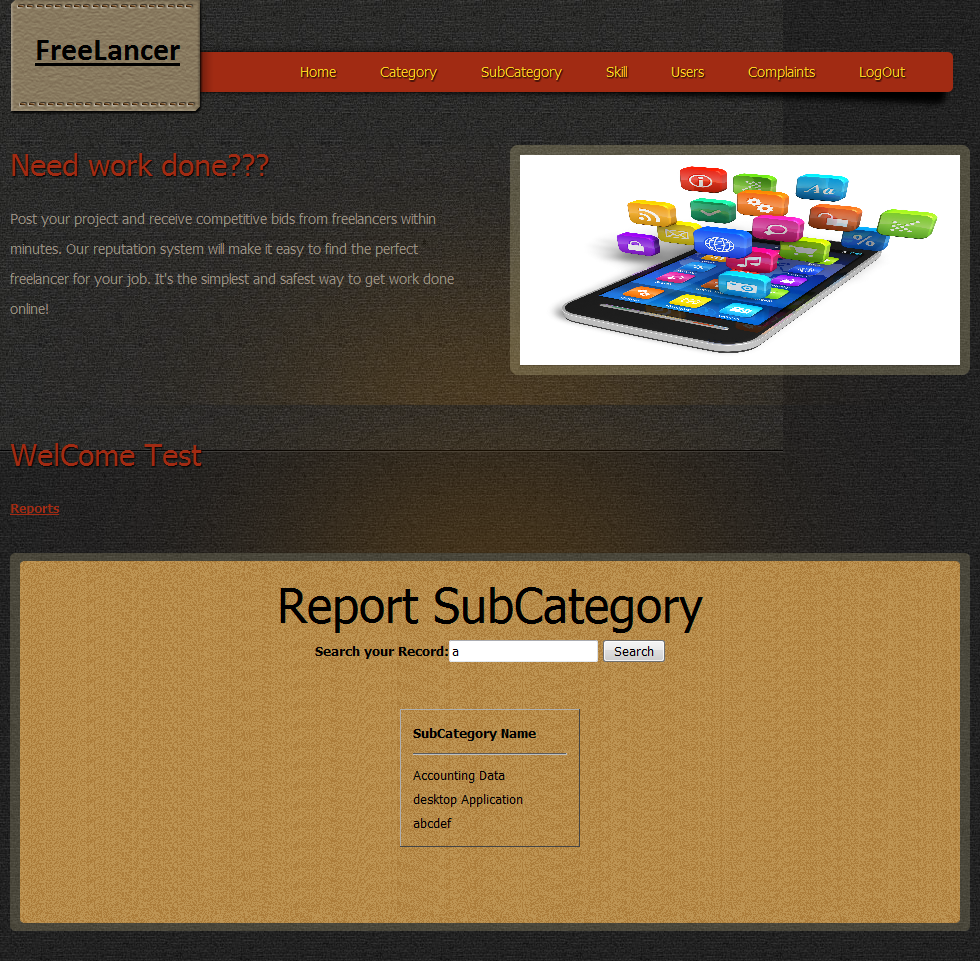 FreeLancer
Home Category SubCategory Skill Users Complaints LogOut
Need work done???
Post your project and receive competitive bids from freelancers within
minutes. Our reputation system will make it easy to find the perfect
freelancer for your job. It's the simplest and safest way to get work done
online!
Aa
%
WelCome Test
Reports
Report SubCategory
Search your Record: a Search
SubCategory Name
Accounting Data
desktop Application
abcdef